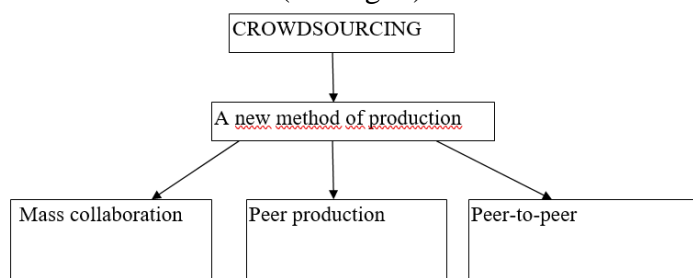 CROWDSOURCING
A new method of production
Mass collaboration
Peer production
Peer-to-peer